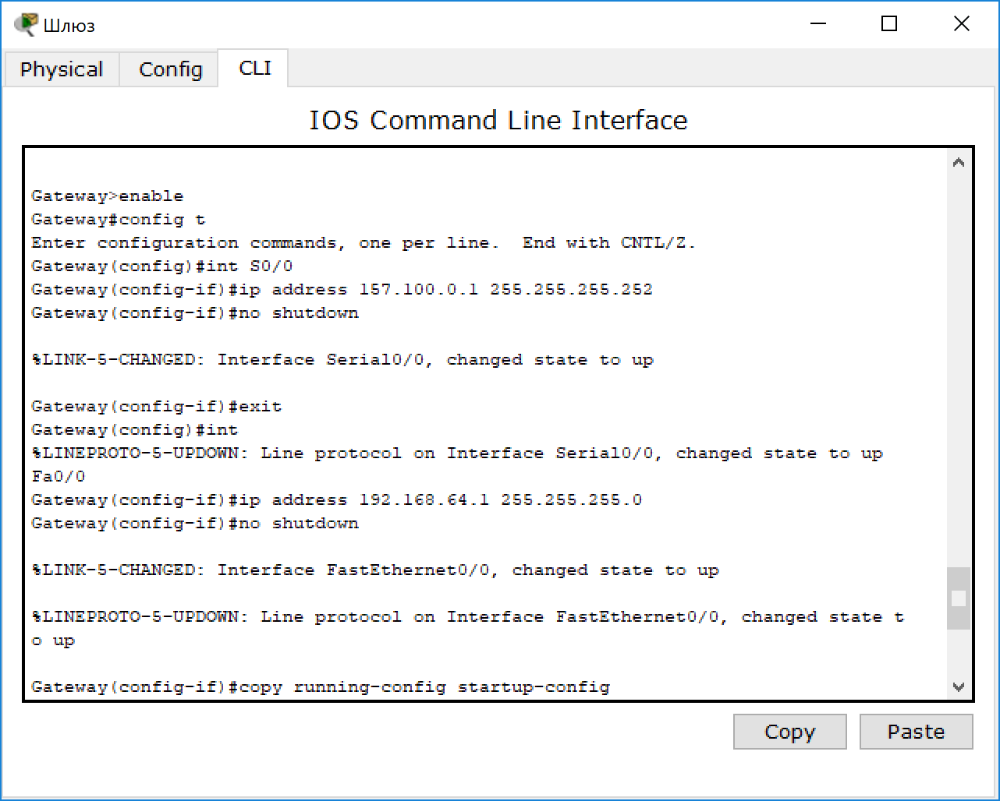 Шлюз
Physical Config CLI
IOS Command Line Interface
Gateway>enable
Gateway#config t
Enter configuration commands, one per line.  End with CNTL/Z.
Gateway(config)#int S0/0
Gateway(config-if)#ip address 157.100.0.1 255.255.255.252
Gateway(config-if)#no shutdown
%LINK-5-CHANGED: Interface Serial0/0, changed state to up
Gateway(config-if)#exit
Gateway(config)#int
%LINEPROTO-5-UPDOWN: Line protocol on Interface Serial0/0, changed state to up
Fa0/0
Gateway(config-if)#ip address 192.168.64.1 255.255.255.0
Gateway(config-if)#no shutdown
%LINK-5-CHANGED: Interface FastEthernet0/0, changed state to up
%LINEPROTO-5-UPDOWN: Line protocol on Interface FastEthernet0/0, changed state t
o up
Gateway(config-if)#copy running-config startup-config
Copy Paste